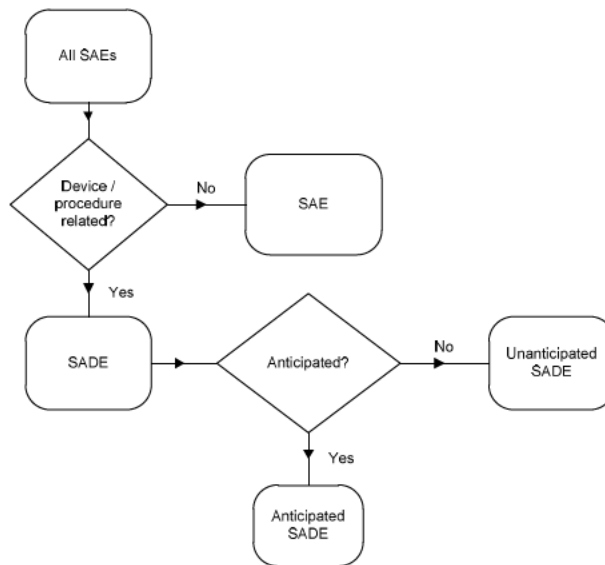 All SAEs
Device /
procedure
related?
No
SAE
Yes
SADE
Anticipated?
No
Unanticipated
SADE
Yes
Anticipated
SADE